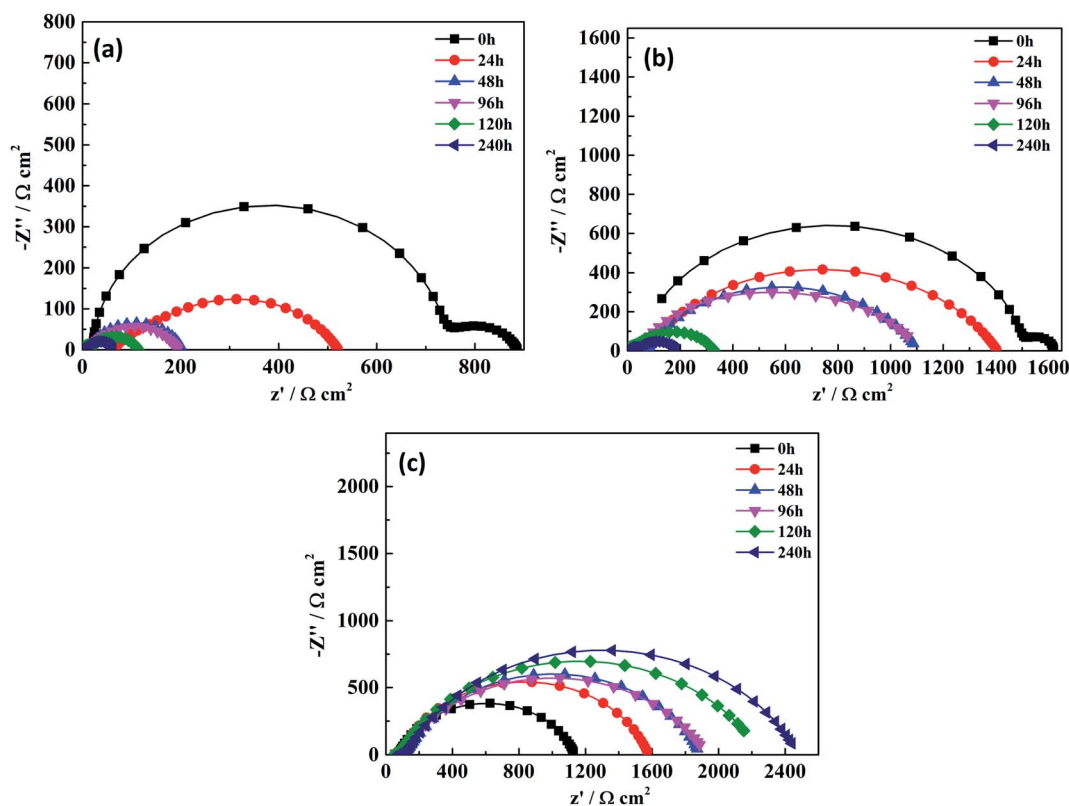 (a)
0h
24h
48h
96h
120h
240h
800
700
600
500
400
300
200
100
0
-Z'' / Ω cm²
0 200 400 600 800
z' / Ω cm²
(b)
0h
24h
48h
96h
120h
240h
1600
1400
1200
1000
800
600
400
200
0
-Z'' / Ω cm²
0 200 400 600 800 1000 1200 1400 1600
z' / Ω cm²
(c)
0h
24h
48h
96h
120h
240h
2000
1500
1000
500
0
-Z'' / Ω cm²
0 400 800 1200 1600 2000 2400
z' / Ω cm²